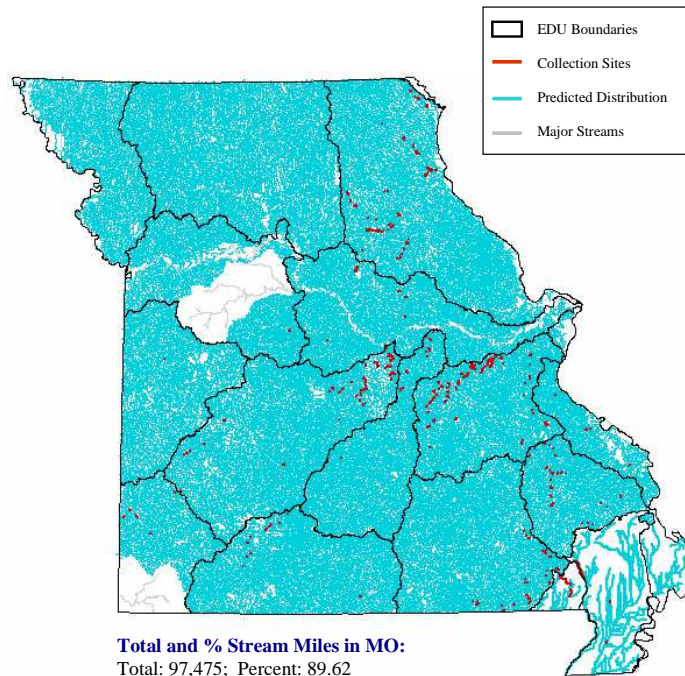 EDU Boundaries
Collection Sites
Predicted Distribution
Major Streams
Total and % Stream Miles in MO:
Total: 97,475; Percent: 89.62